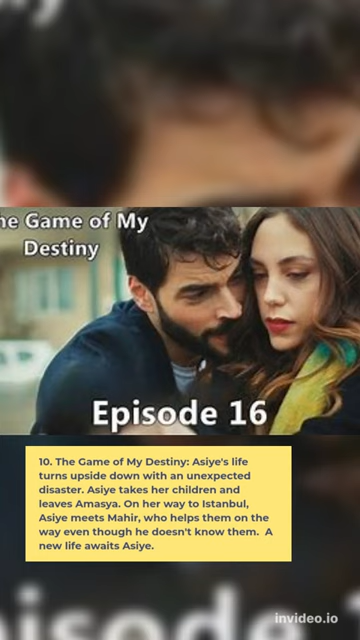 he Game of My
Destiny
Episode 16
10. The Game of My Destiny: Asiye's life
turns upside down with an unexpected
disaster. Asiye takes her children and
leaves Amasya. On her way to Istanbul,
Asiye meets Mahir, who helps them on the
way even though he doesn't know them.  A
new life awaits Asiye.
invideo.io